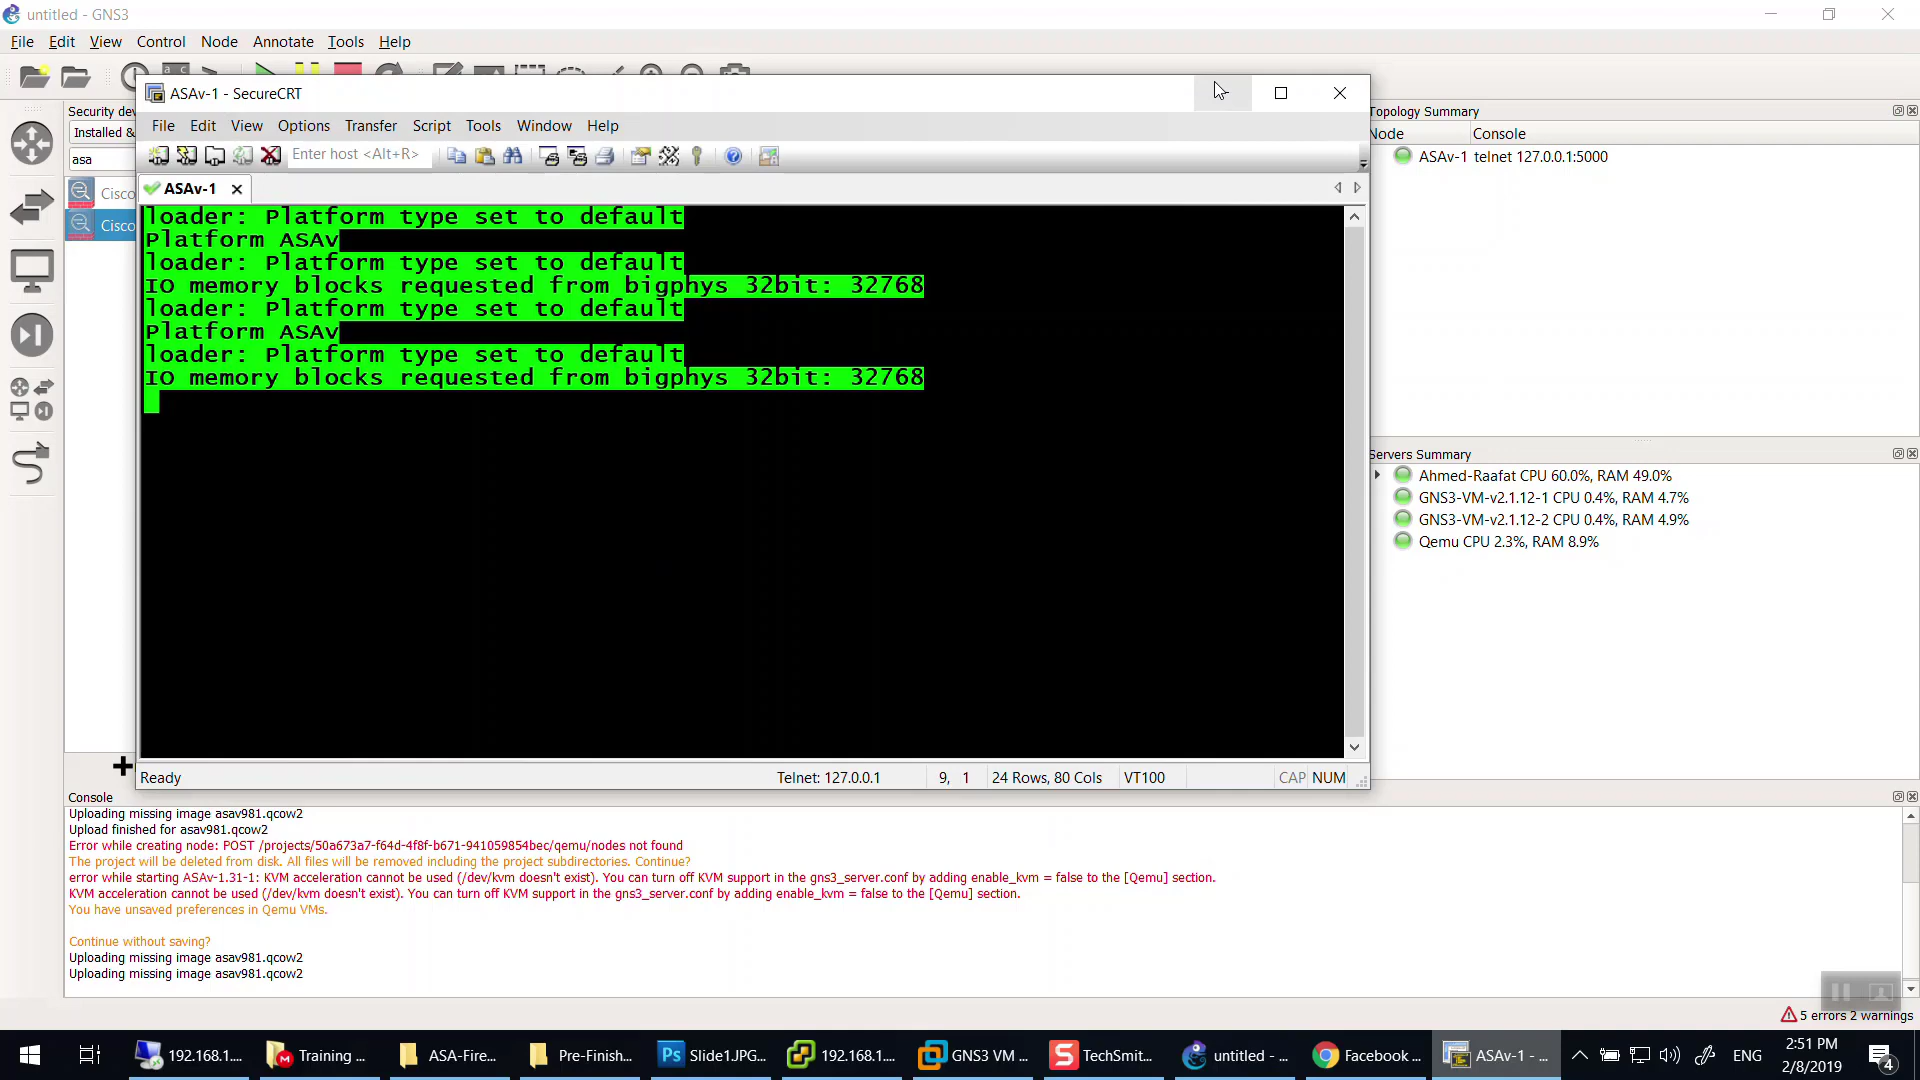 untitled - GNS3
File Edit View Control Node Annotate Tools Help
Security dev
Installed &
asa
Cisco
Cisco
ASAv-1 - SecureCRT
File Edit View Options Transfer Script Tools Window Help
Enter host <Alt+R>
ASAv-1
loader: Platform type set to default
Platform ASAv
loader: Platform type set to default
IO memory blocks requested from bigphys 32bit: 32768
loader: Platform type set to default
Platform ASAv
loader: Platform type set to default
IO memory blocks requested from bigphys 32bit: 32768
Ready
Telnet: 127.0.0.1
9, 1
24 Rows, 80 Cols
VT100
CAP NUM
Topology Summary
Node Console
ASAv-1 telnet 127.0.0.1:5000
Servers Summary
Ahmed-Raafat CPU 60.0%, RAM 49.0%
GNS3-VM-v2.1.12-1 CPU 0.4%, RAM 4.7%
GNS3-VM-v2.1.12-2 CPU 0.4%, RAM 4.9%
Qemu CPU 2.3%, RAM 8.9%
Console
Uploading missing image asav981.qcow2
Upload finished for asav981.qcow2
Error while creating node: POST /projects/50a673a7-f64d-4f8f-b671-941059854bec/qemu/nodes not found
The project will be deleted from disk. All files will be removed including the project subdirectories. Continue?
error while starting ASAv-1.31-1: KVM acceleration cannot be used (/dev/kvm doesn't exist). You can turn off KVM support in the gns3_server.conf by adding enable_kvm = false to the [Qemu] section.
KVM acceleration cannot be used (/dev/kvm doesn't exist). You can turn off KVM support in the gns3_server.conf by adding enable_kvm = false to the [Qemu] section.
You have unsaved preferences in Qemu VMs.
Continue without saving?
Uploading missing image asav981.qcow2
Uploading missing image asav981.qcow2
5 errors 2 warnings
192.168.1....
Training ...
ASA-Fire...
Pre-Finish...
Slide1.JPG...
192.168.1....
GNS3 VM ...
TechSmit...
untitled - ...
Facebook ...
ASAv-1 - ...
ENG
2:51 PM
2/8/2019
4